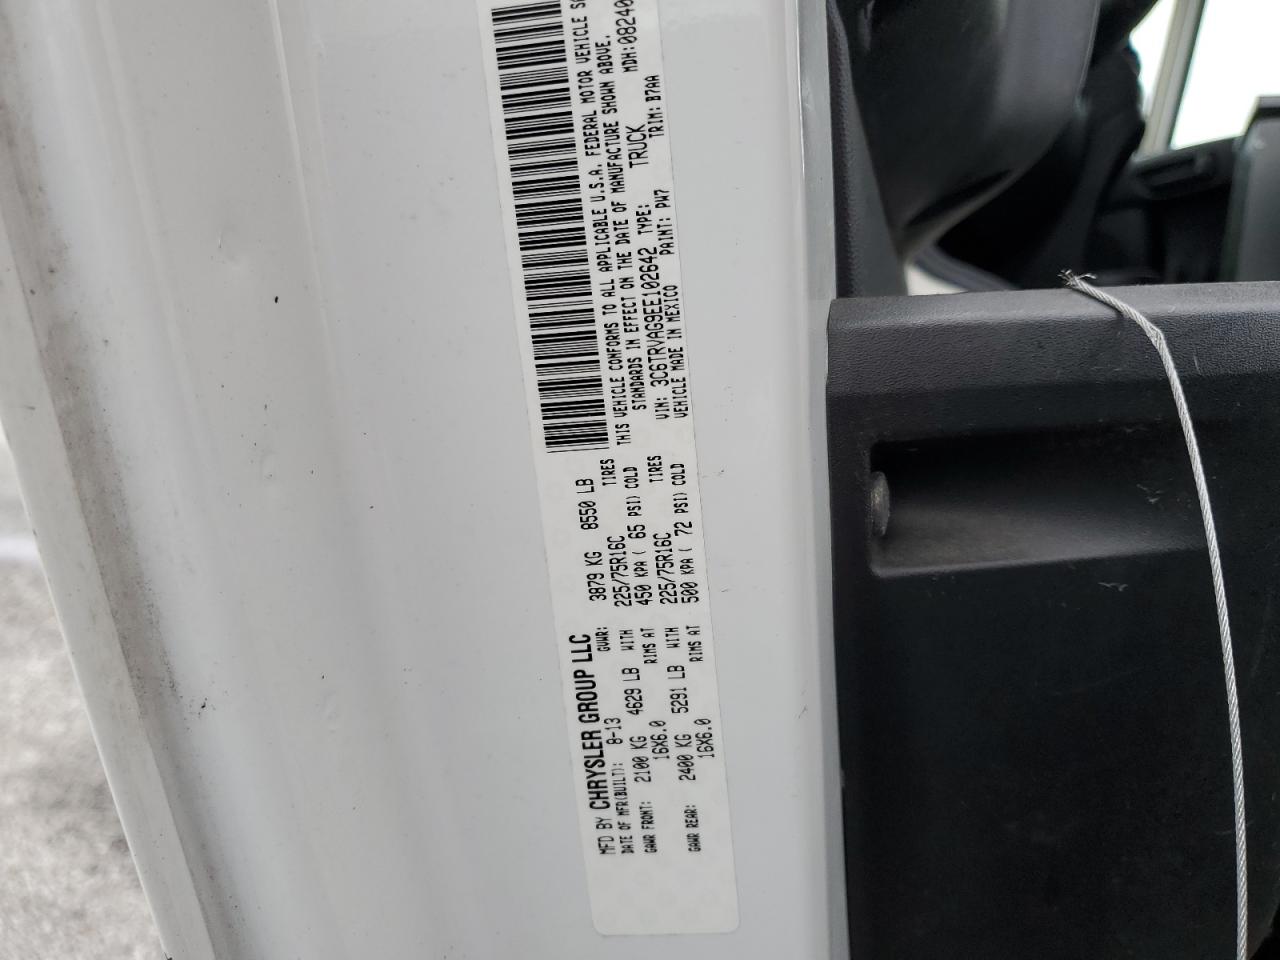 MFD BY CHRYSLER GROUP LLC
DATE OF MFR(BUILT): 8-13 GVWR: 3879 KG 8550 LB
GAWR FRONT: 2100 KG 4629 LB WITH 225/75R16C TIRES
16X6.0 RIMS AT 450 KPA( 65 PSI) COLD
GAWR REAR: 2400 KG 5291 LB WITH 225/75R16C TIRES
16X6.0 RIMS AT 500 KPA( 72 PSI) COLD
THIS VEHICLE CONFORMS TO ALL APPLICABLE U.S.A. FEDERAL MOTOR VEHICLE
STANDARDS IN EFFECT ON THE DATE OF MANUFACTURE SHOWN ABOVE.
VIN: 3C6TRVAG9EE102642 TYPE: TRUCK MDH:08240
VEHICLE MADE IN MEXICO PAINT: PW7 TRIM: B7AA